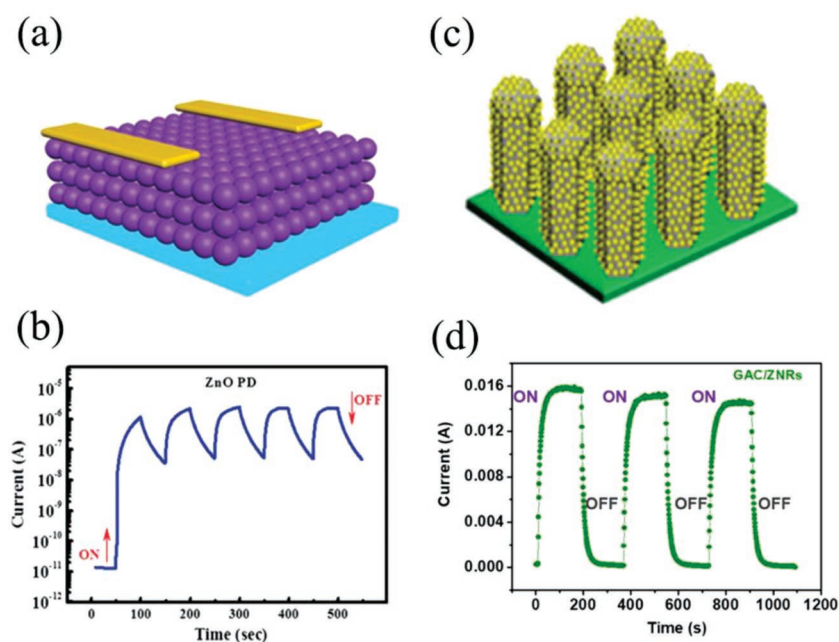 (a)
(c)
(b)
ZnO PD
OFF
ON
Current (A)
10⁻⁵
10⁻⁶
10⁻⁷
10⁻⁸
10⁻⁹
10⁻¹⁰
10⁻¹¹
10⁻¹²
0 100 200 300 400 500
Time (sec)
(d)
GAC/ZNRs
ON ON ON
OFF OFF OFF
Current (A)
0.016
0.012
0.008
0.004
0.000
0 200 400 600 800 1000 1200
Time (s)